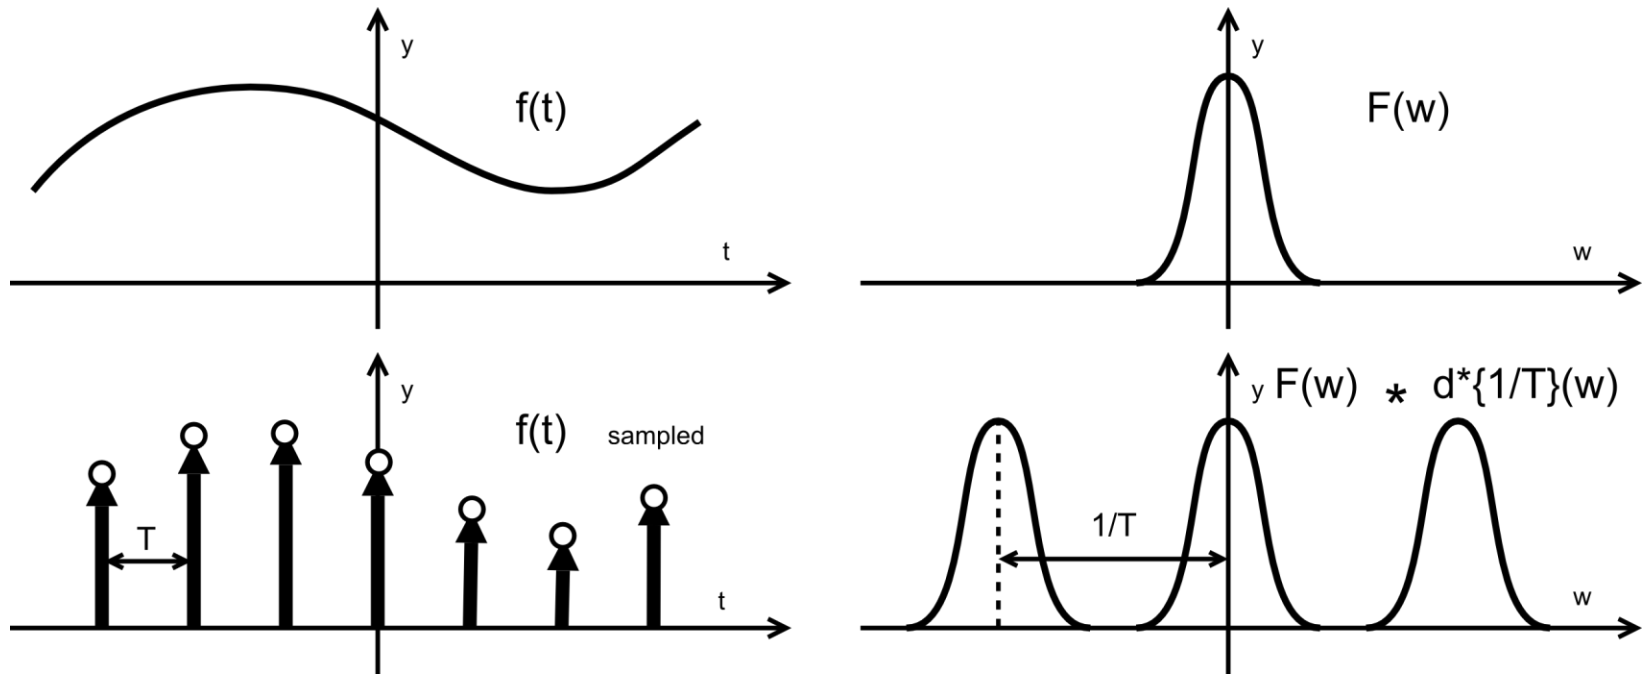 y
f(t)
t
y
F(w)
w
y
f(t) sampled
T
t
y F(w) * d*{1/T}(w)
1/T
w